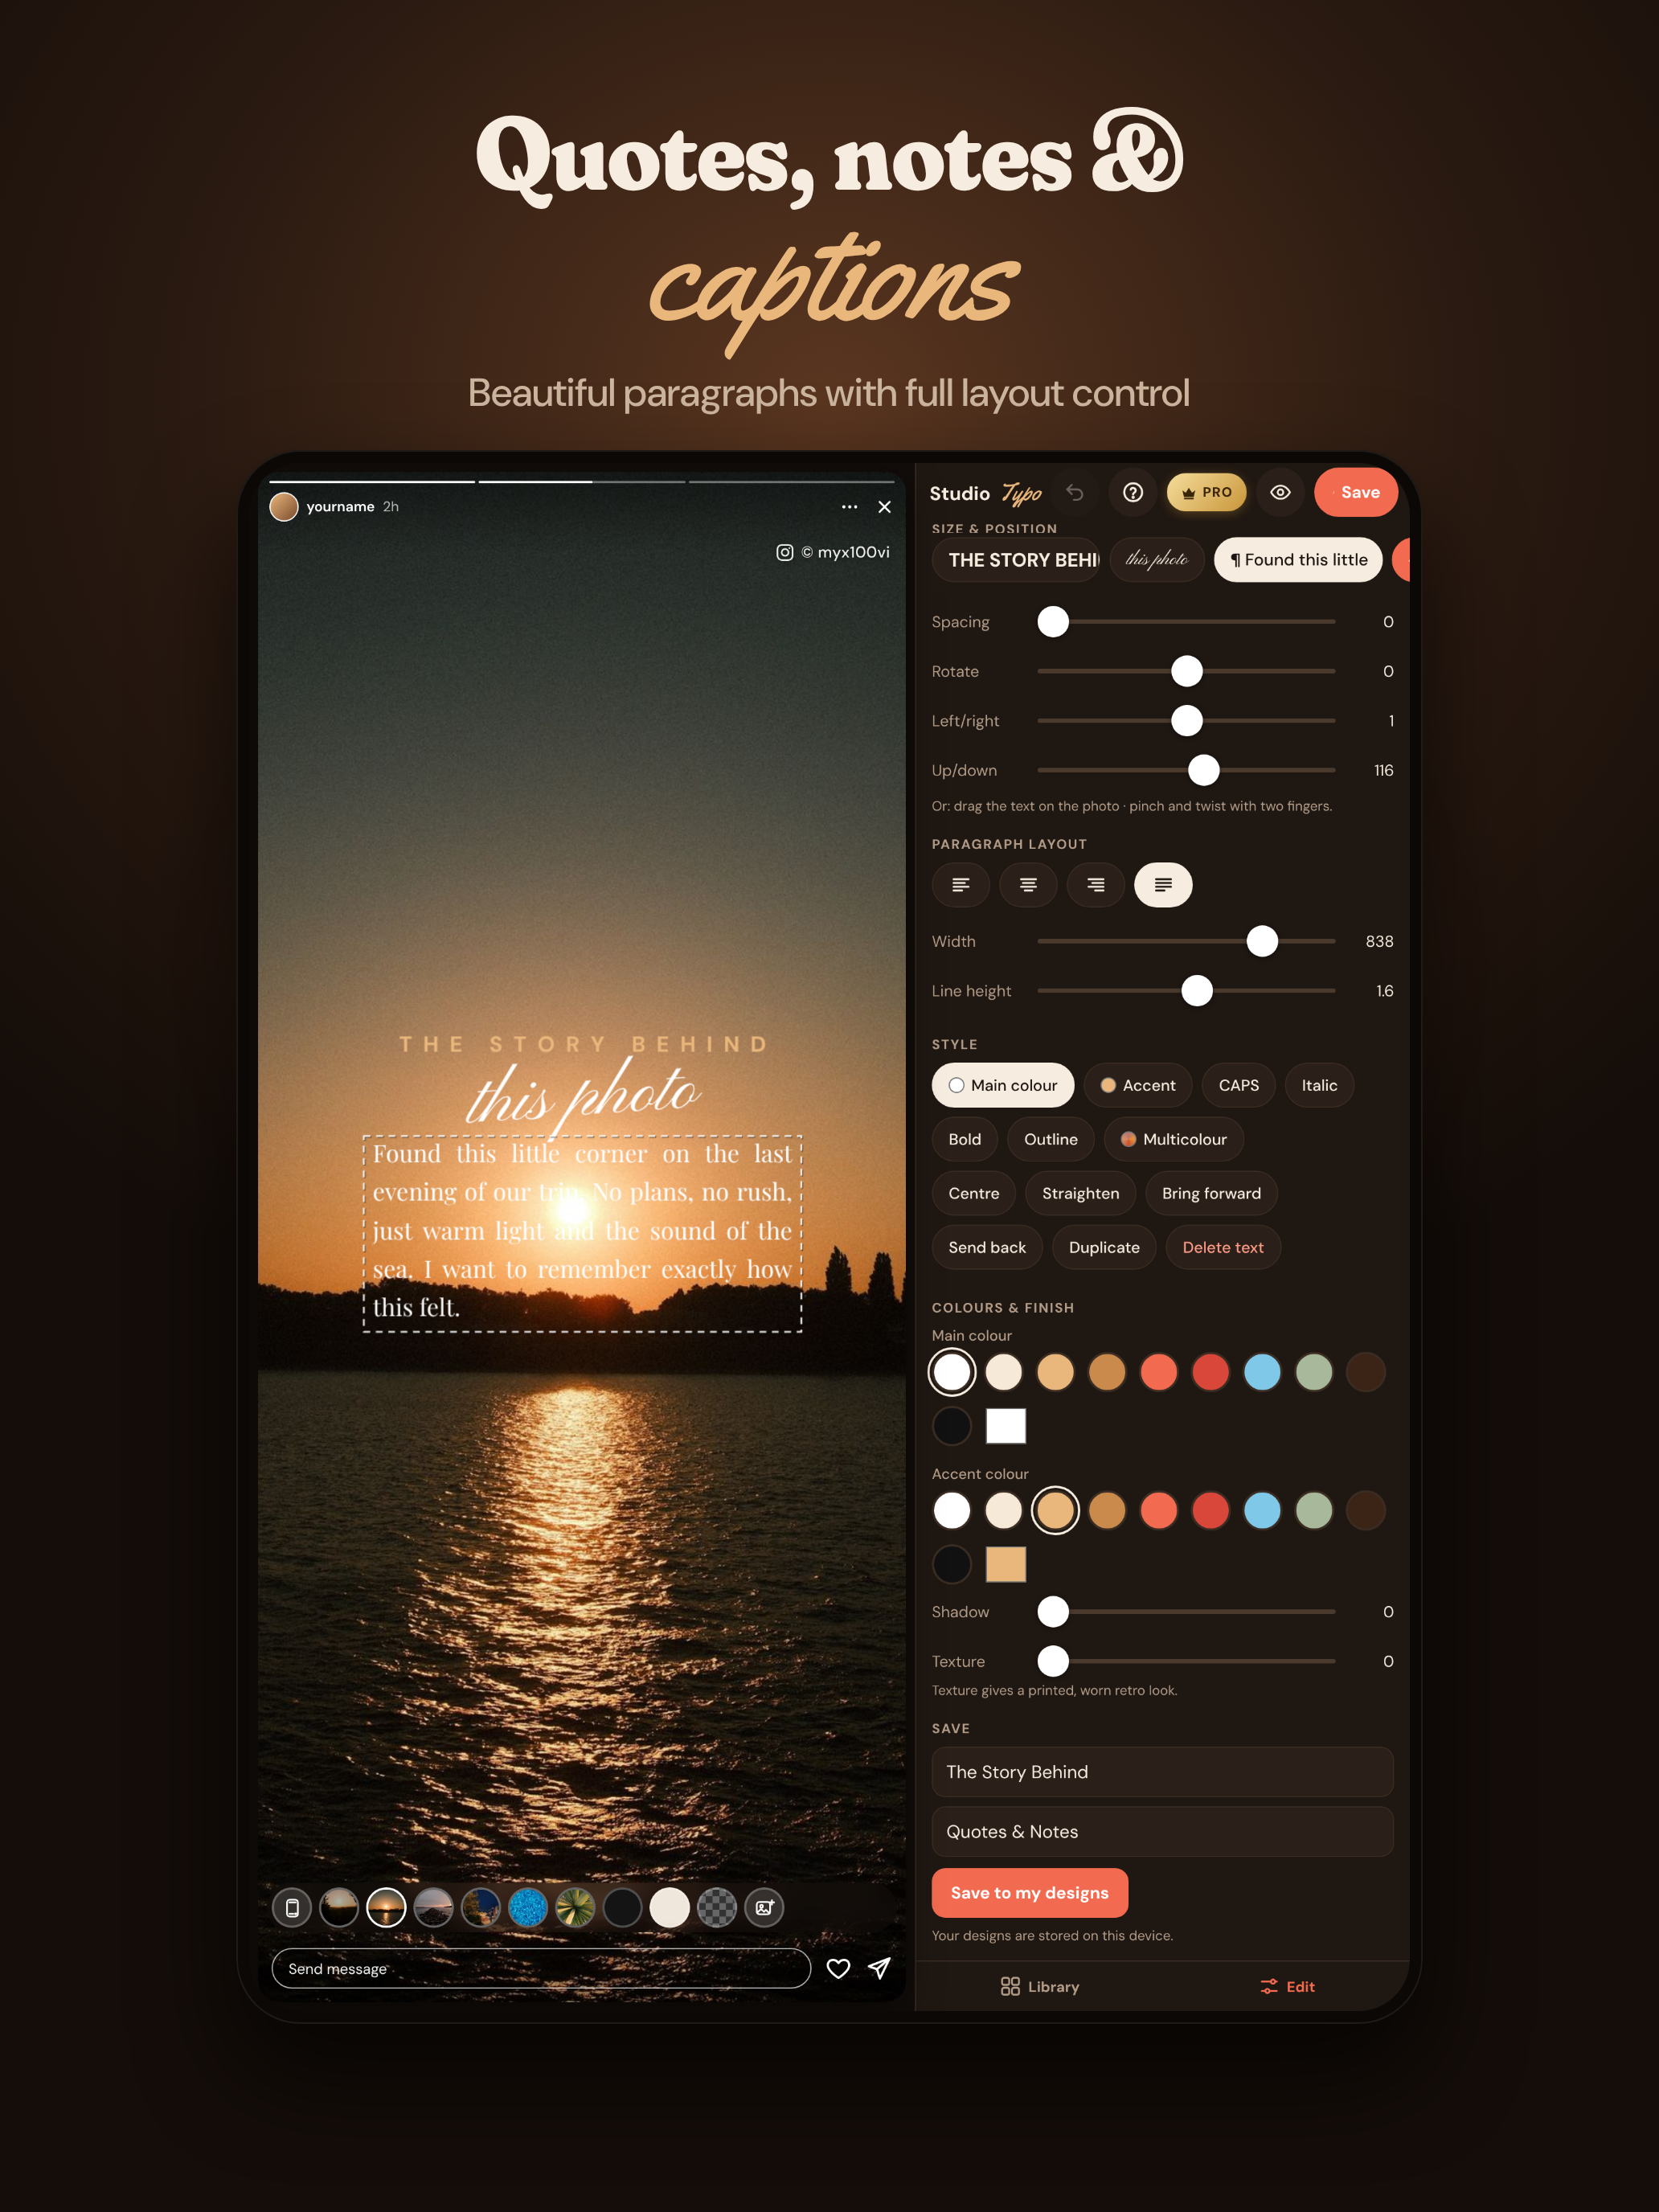 Quotes, notes &
captions
Beautiful paragraphs with full layout control
yourname 2h
© myx100vi
THE STORY BEHIND
this photo
Found this little corner on the last
evening of our trip. No plans, no rush,
just warm light and the sound of the
sea. I want to remember exactly how
this felt.
Send message
Studio Typo
PRO
Save
SIZE & POSITION
THE STORY BEHI
this photo
¶ Found this little
Spacing 0
Rotate 0
Left/right 1
Up/down 116
Or: drag the text on the photo · pinch and twist with two fingers.
PARAGRAPH LAYOUT
Width 838
Line height 1.6
STYLE
Main colour Accent CAPS Italic
Bold Outline Multicolour
Centre Straighten Bring forward
Send back Duplicate Delete text
COLOURS & FINISH
Main colour
Accent colour
Shadow 0
Texture 0
Texture gives a printed, worn retro look.
SAVE
The Story Behind
Quotes & Notes
Save to my designs
Your designs are stored on this device.
Library Edit